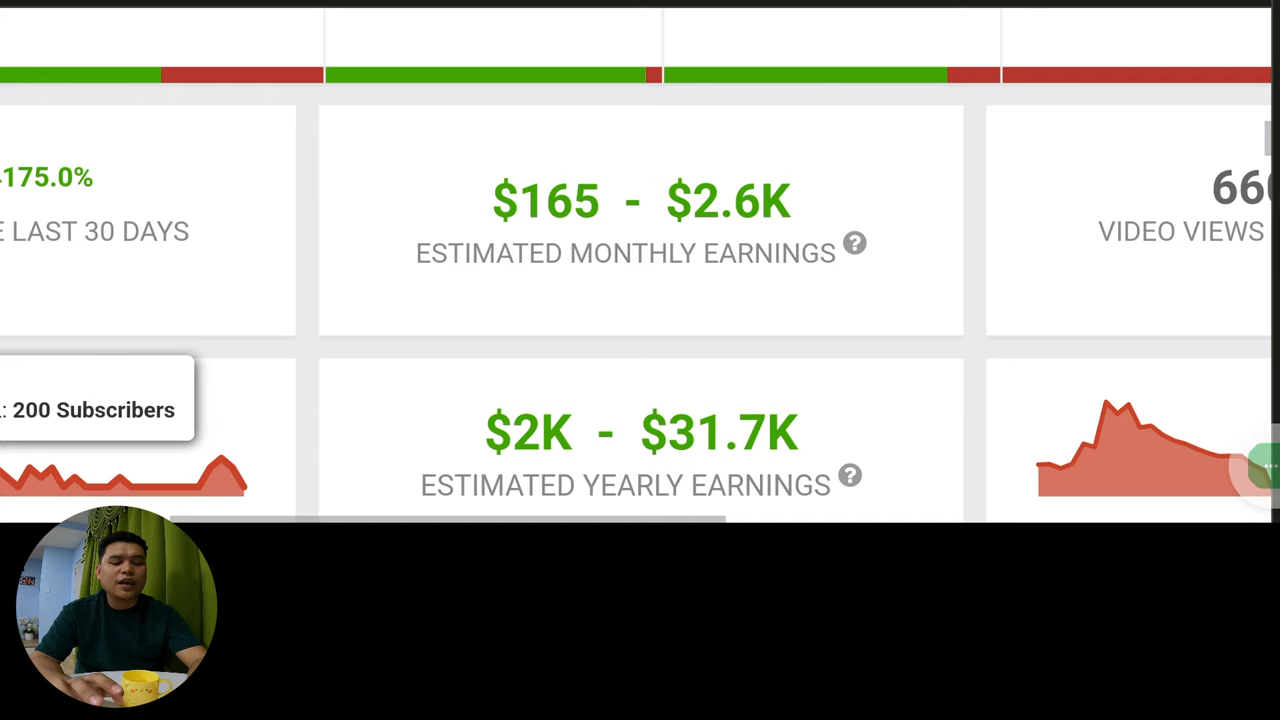 175.0%
LAST 30 DAYS
$165 - $2.6K
ESTIMATED MONTHLY EARNINGS ?
66
VIDEO VIEWS
: 200 Subscribers
$2K - $31.7K
ESTIMATED YEARLY EARNINGS ?